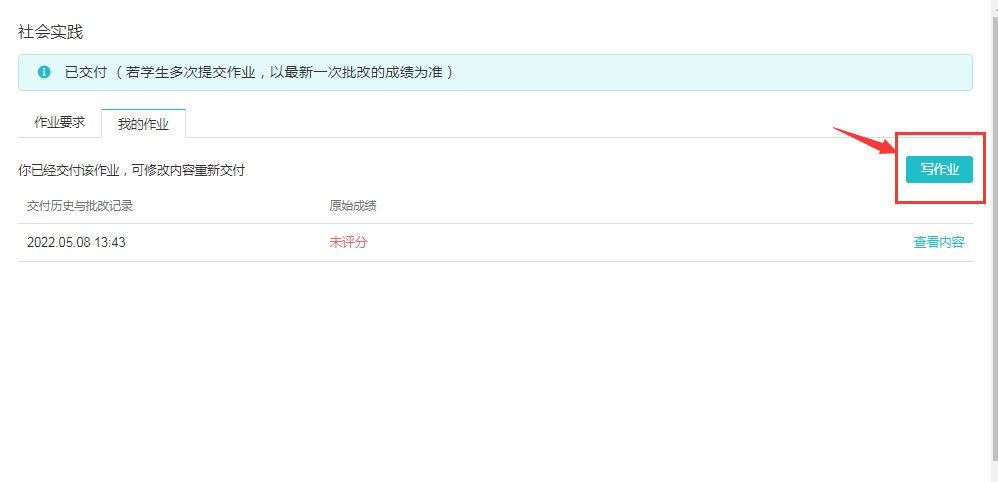 社会实践
已交付 （若学生多次提交作业，以最新一次批改的成绩为准）
作业要求 我的作业
你已经交付该作业，可修改内容重新交付 写作业
交付历史与批改记录 原始成绩
2022.05.08 13:43 未评分 查看内容